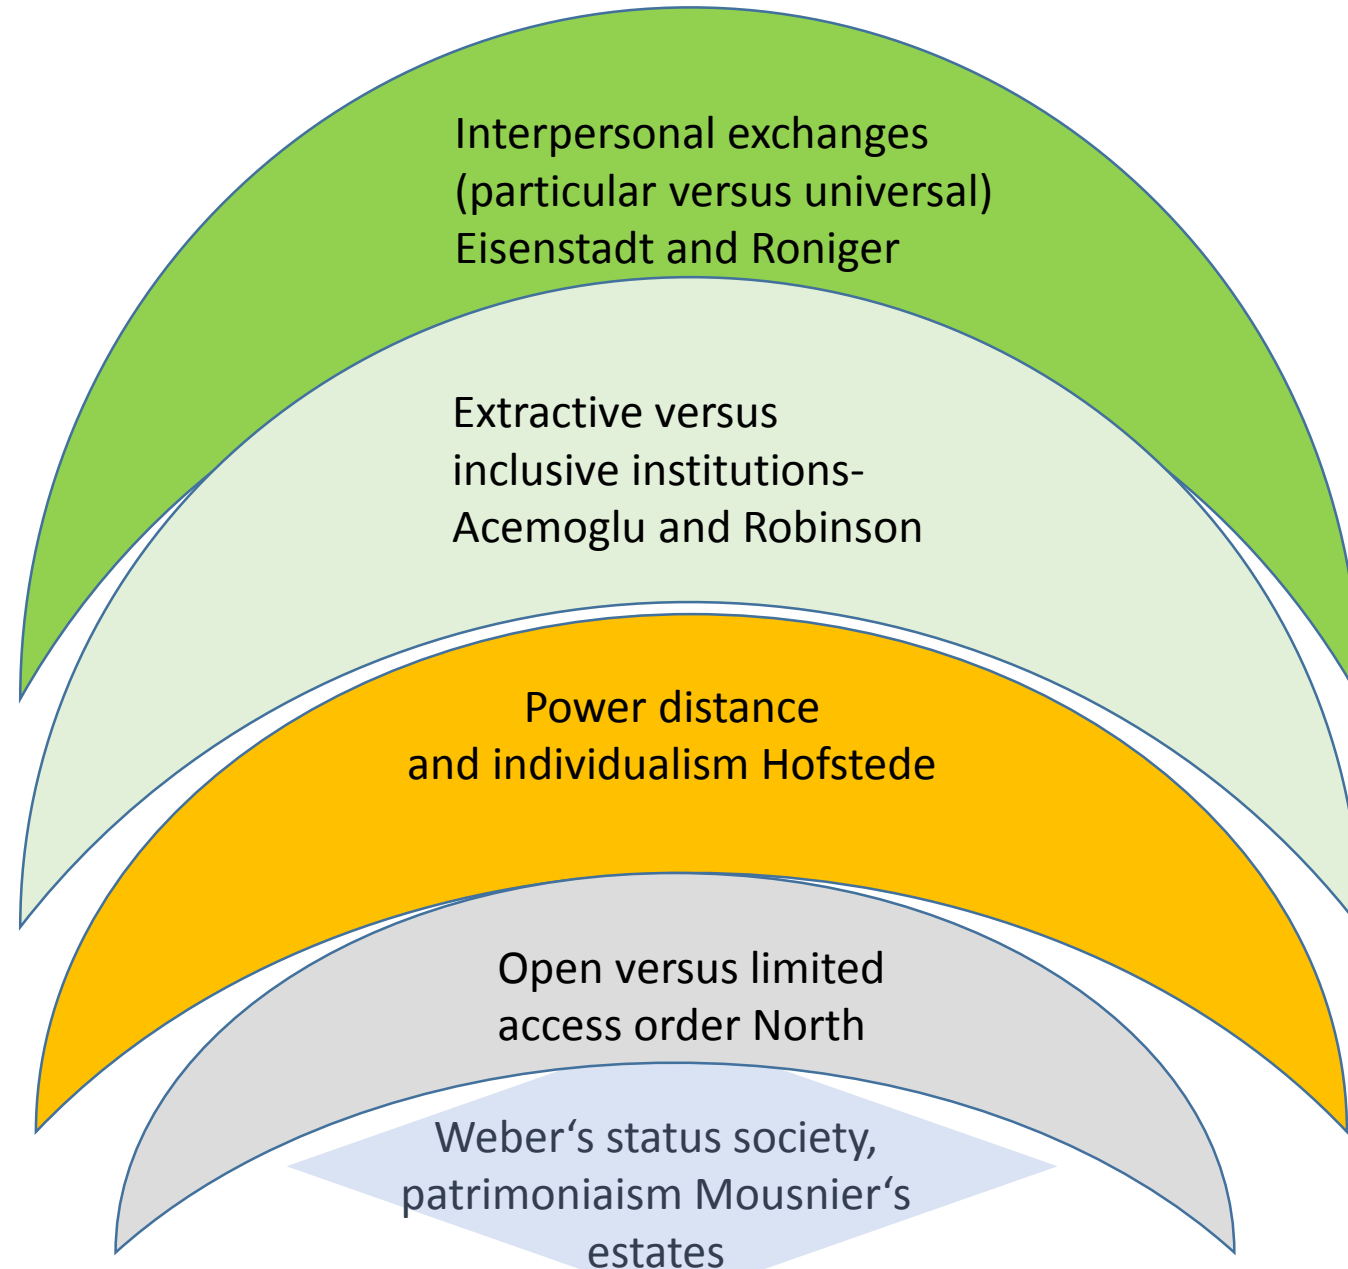 Interpersonal exchanges
(particular versus universal)
Eisenstadt and Roniger
Extractive versus
inclusive institutions-
Acemoglu and Robinson
Power distance
and individualism Hofstede
Open versus limited
access order North
Weber‘s status society,
patrimoniaism Mousnier‘s
estates